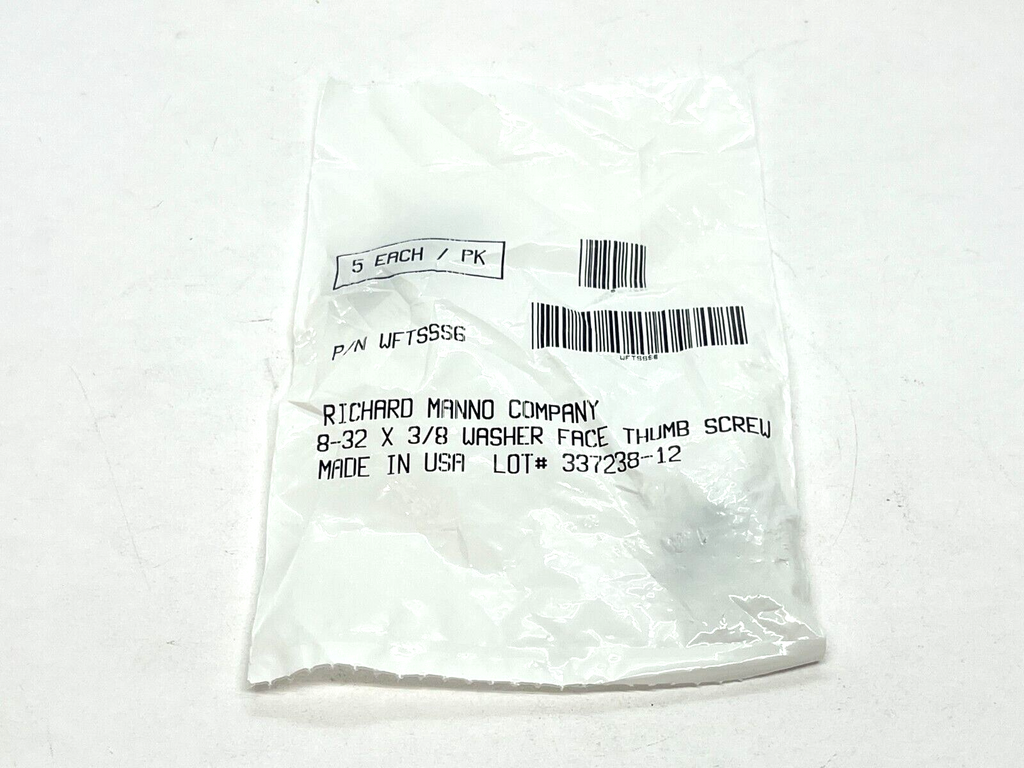 5 EACH / PK
P/N WFTSSS6
RICHARD MANNO COMPANY
8-32 X 3/8 WASHER FACE THUMB SCREW
MADE IN USA LOT# 337238-12